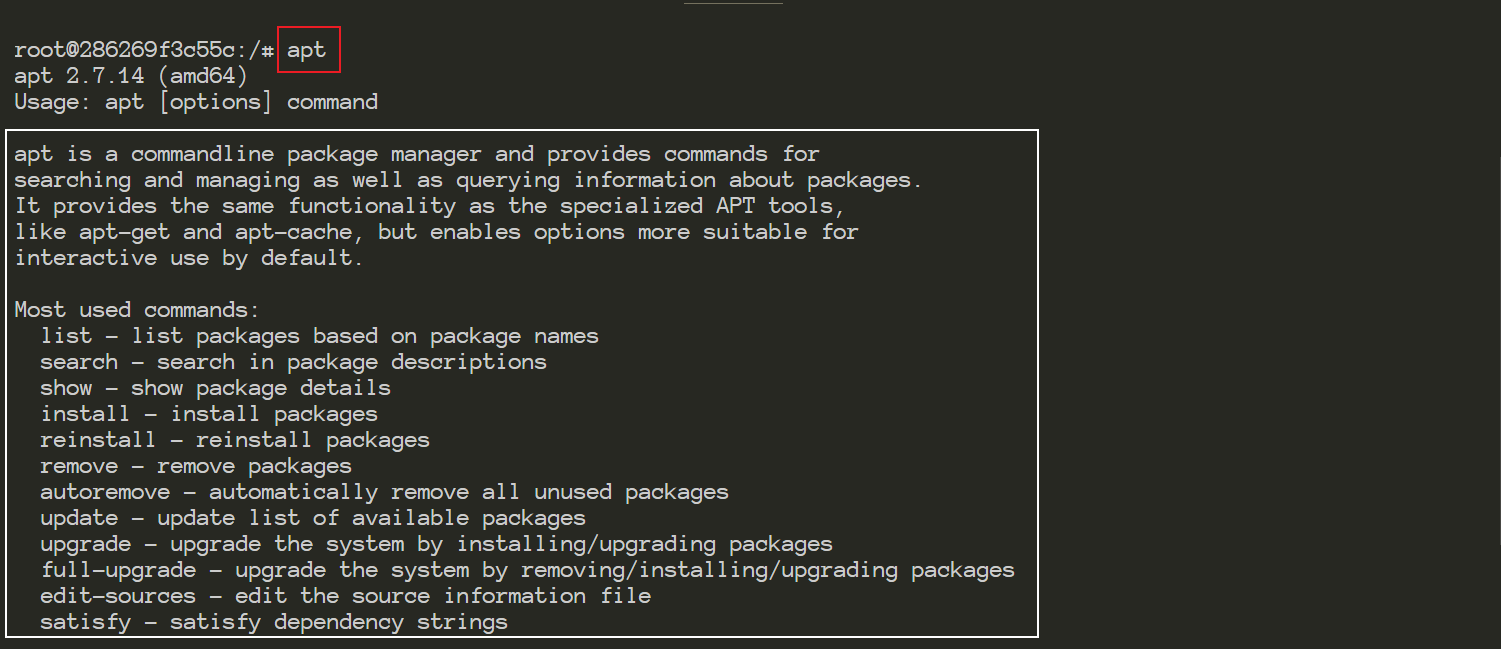 root@286269f3c55c:/# apt
apt 2.7.14 (amd64)
Usage: apt [options] command
apt is a commandline package manager and provides commands for
searching and managing as well as querying information about packages.
It provides the same functionality as the specialized APT tools,
like apt-get and apt-cache, but enables options more suitable for
interactive use by default.
Most used commands:
list - list packages based on package names
search - search in package descriptions
show - show package details
install - install packages
reinstall - reinstall packages
remove - remove packages
autoremove - automatically remove all unused packages
update - update list of available packages
upgrade - upgrade the system by installing/upgrading packages
full-upgrade - upgrade the system by removing/installing/upgrading packages
edit-sources - edit the source information file
satisfy - satisfy dependency strings